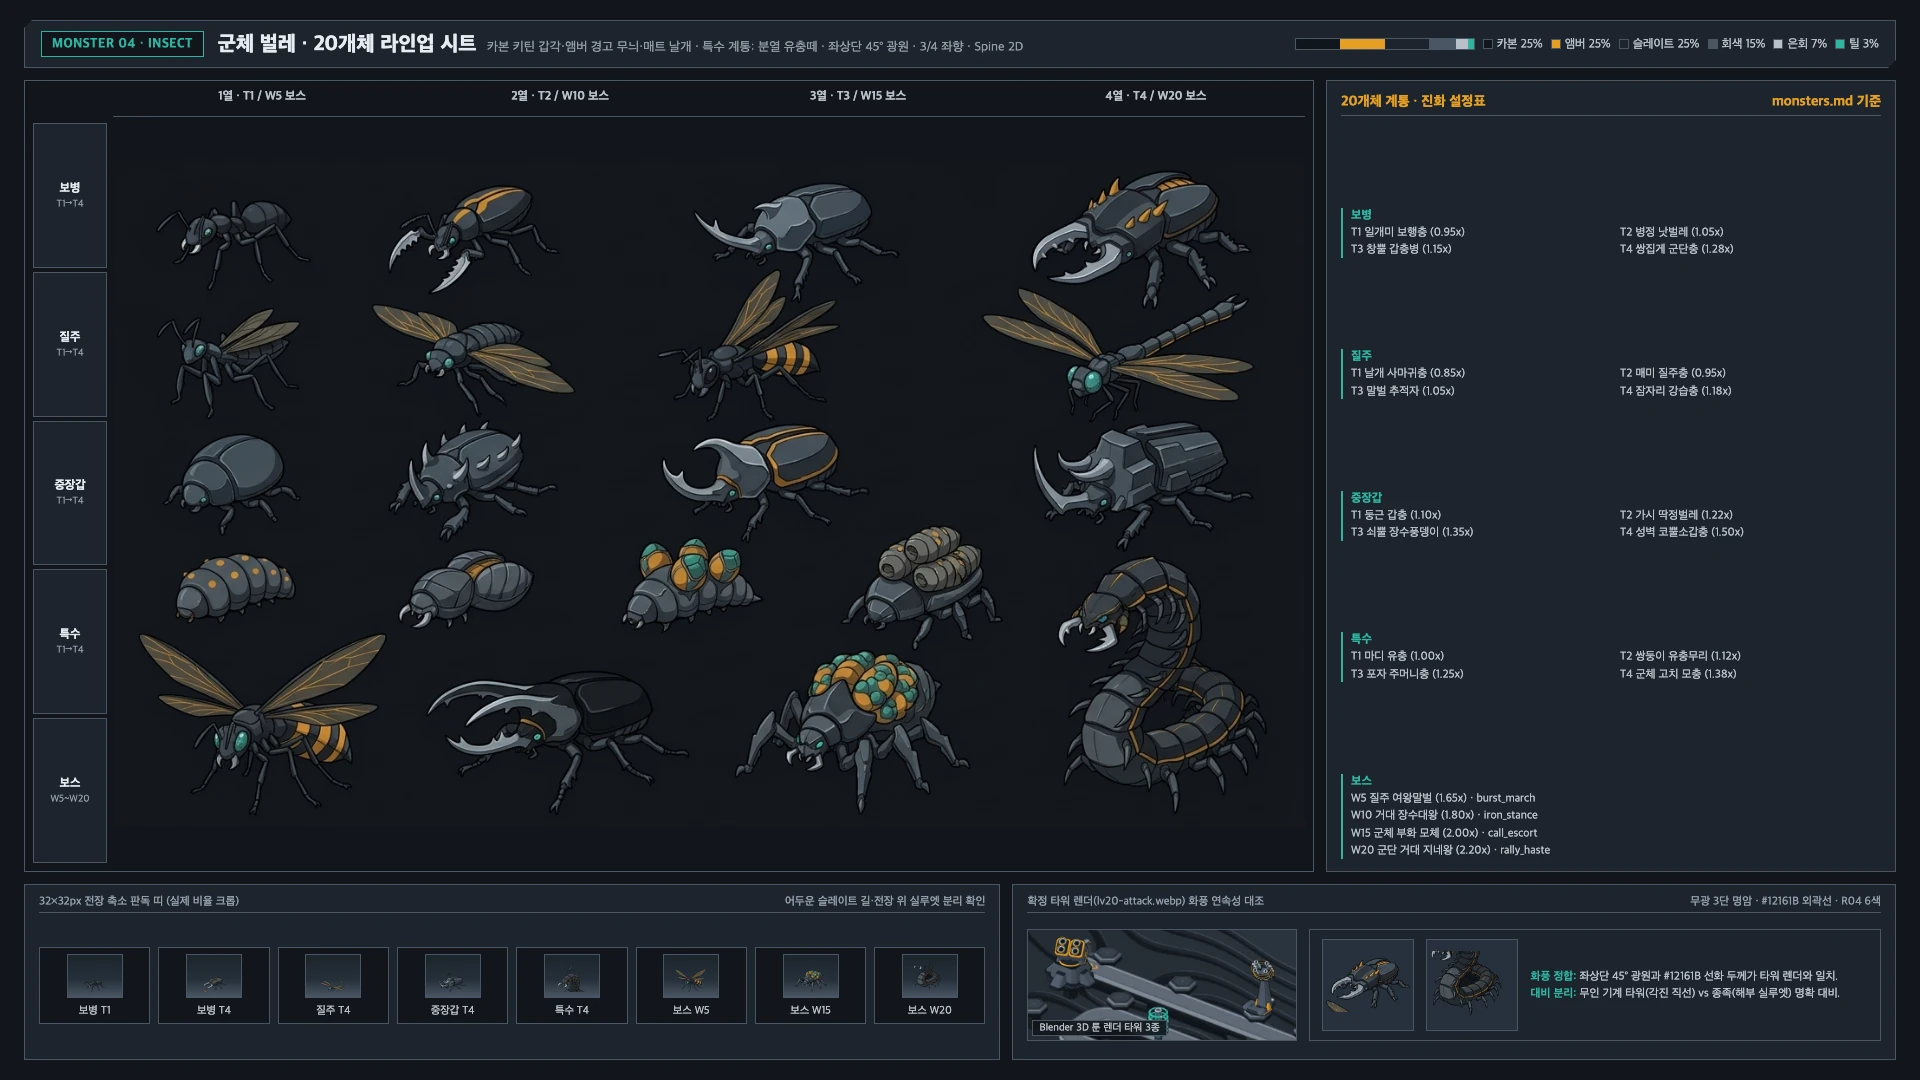 MONSTER 04 · INSECT
군체 벌레 · 20개체 라인업 시트
카본 키틴 갑각·앰버 경고 무늬·매트 날개 · 특수 계통: 분열 유충떼 · 좌상단 45° 광원 · 3/4 좌향 · Spine 2D
카본 25% 앰버 25% 슬레이트 25% 회색 15% 은회 7% 틸 3%
1열 · T1 / W5 보스
2열 · T2 / W10 보스
3열 · T3 / W15 보스
4열 · T4 / W20 보스
보병
T1→T4
질주
T1→T4
중장갑
T1→T4
특수
T1→T4
보스
W5~W20
20개체 계통 · 진화 설정표
monsters.md 기준
보병
T1 일개미 보행충 (0.95x)
T2 병정 낫벌레 (1.05x)
T3 창뿔 갑충병 (1.15x)
T4 쌍집게 군단충 (1.28x)
질주
T1 날개 사마귀충 (0.85x)
T2 매미 질주충 (0.95x)
T3 말벌 추적자 (1.05x)
T4 잠자리 강습충 (1.18x)
중장갑
T1 둥근 갑충 (1.10x)
T2 가시 딱정벌레 (1.22x)
T3 쇠뿔 장수풍뎅이 (1.35x)
T4 성벽 코뿔소갑충 (1.50x)
특수
T1 마디 유충 (1.00x)
T2 쌍둥이 유충무리 (1.12x)
T3 포자 주머니충 (1.25x)
T4 군체 고치 모충 (1.38x)
보스
W5 질주 여왕말벌 (1.65x) · burst_march
W10 거대 장수대왕 (1.80x) · iron_stance
W15 군체 부화 모체 (2.00x) · call_escort
W20 군단 거대 지네왕 (2.20x) · rally_haste
32×32px 전장 축소 판독 띠 (실제 비율 크롭)
어두운 슬레이트 길·전장 위 실루엣 분리 확인
보병 T1
보병 T4
질주 T4
중장갑 T4
특수 T4
보스 W5
보스 W15
보스 W20
확정 타워 렌더(lv20-attack.webp) 화풍 연속성 대조
무광 3단 명암 · #12161B 외곽선 · R04 6색
Blender 3D 툰 렌더 타워 3종
화풍 정합: 좌상단 45° 광원과 #12161B 선화 두께가 타워 렌더와 일치.
대비 분리: 무인 기계 타워(각진 직선) vs 종족(해부 실루엣) 명확 대비.